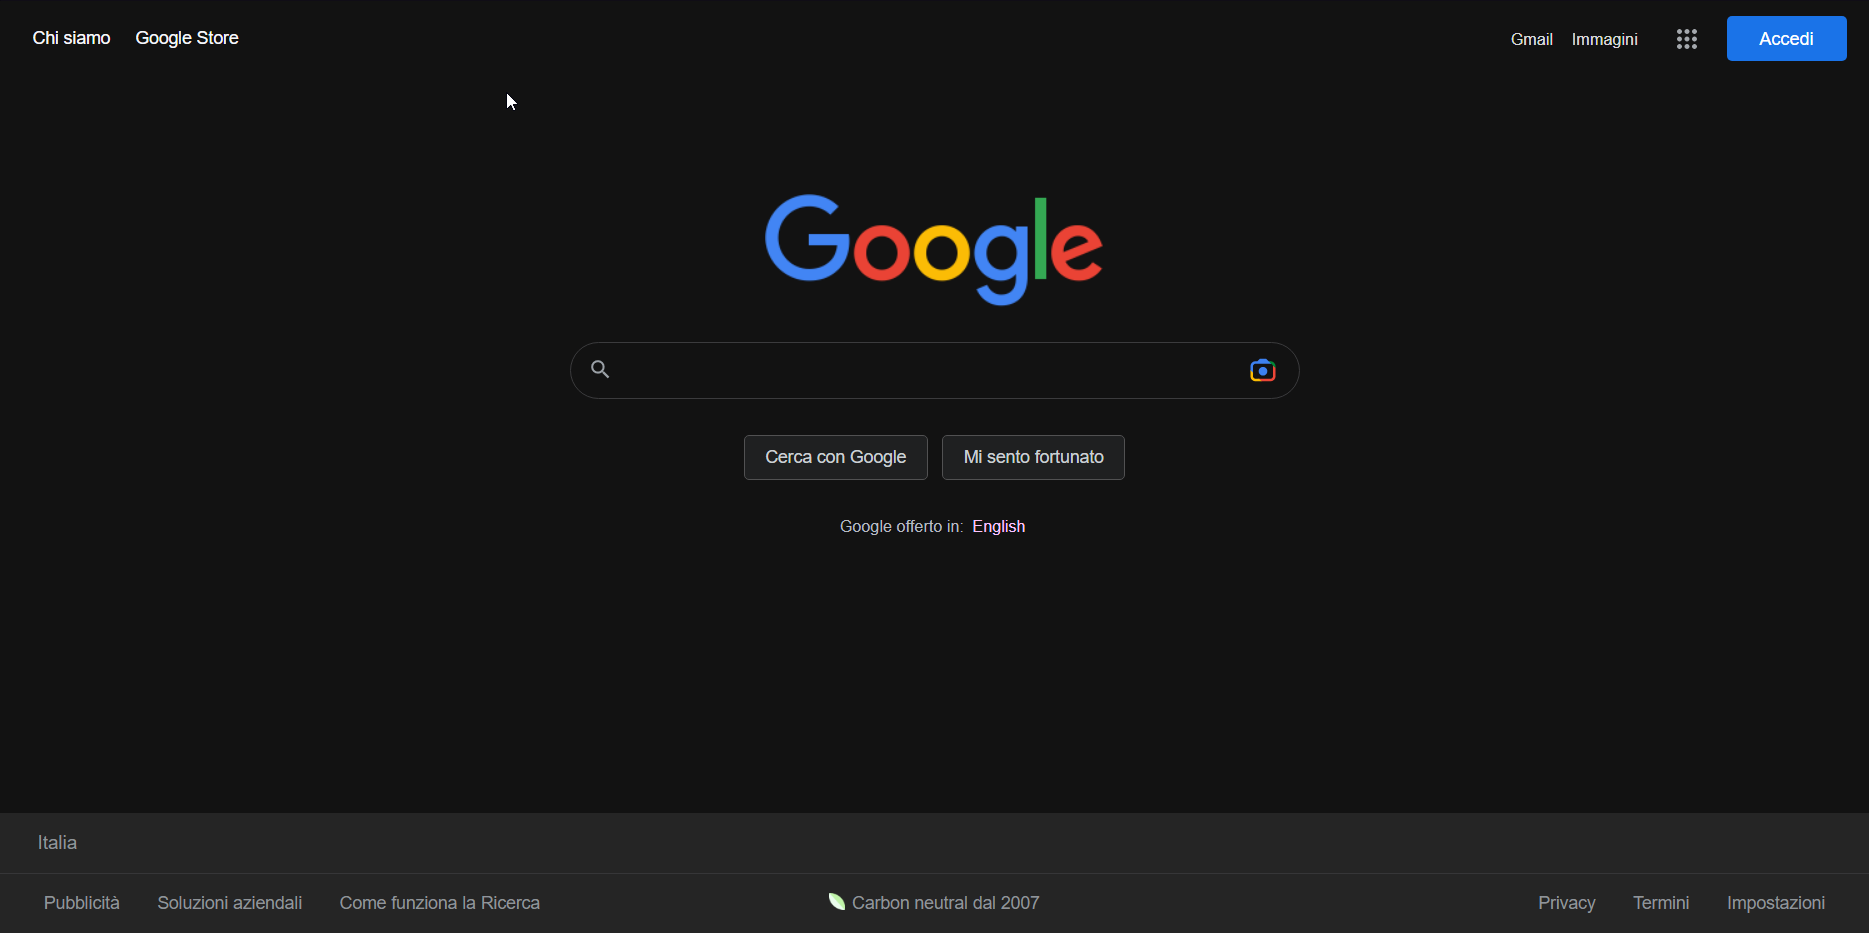 Chi siamo Google Store Gmail Immagini Accedi
Google
Cerca con Google Mi sento fortunato
Google offerto in: English
Italia
Pubblicità Soluzioni aziendali Come funziona la Ricerca Carbon neutral dal 2007 Privacy Termini Impostazioni